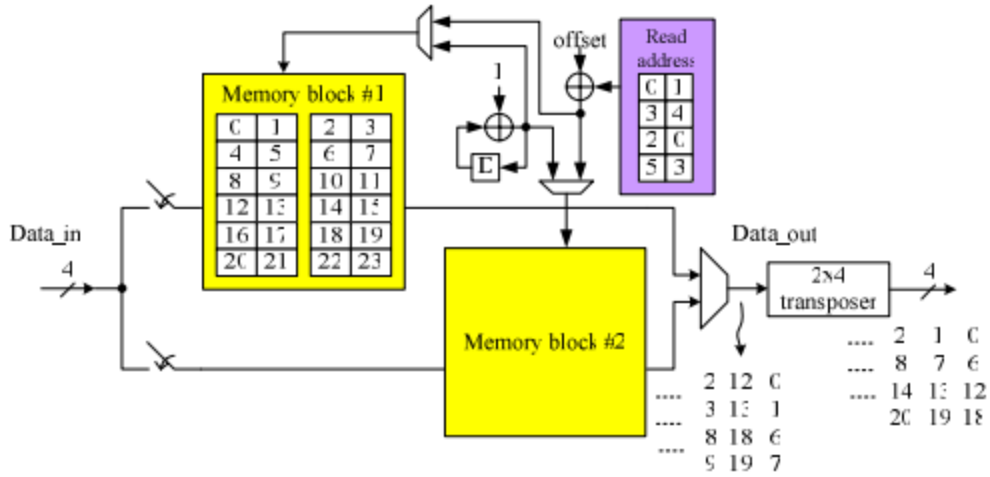 Read
address
offset
0 1
3 4
2 0
5 3
1
Memory block #1
0 1 2 3
4 5 6 7
8 9 10 11
12 13 14 15
16 17 18 19
20 21 22 23
Data_in
4
Memory block #2
Data_out
2x4
transposer
4
.... 2 12 0
.... 3 13 1
.... 8 18 6
9 19 7
.... 2 1 0
.... 8 7 6
.... 14 13 12
20 19 18